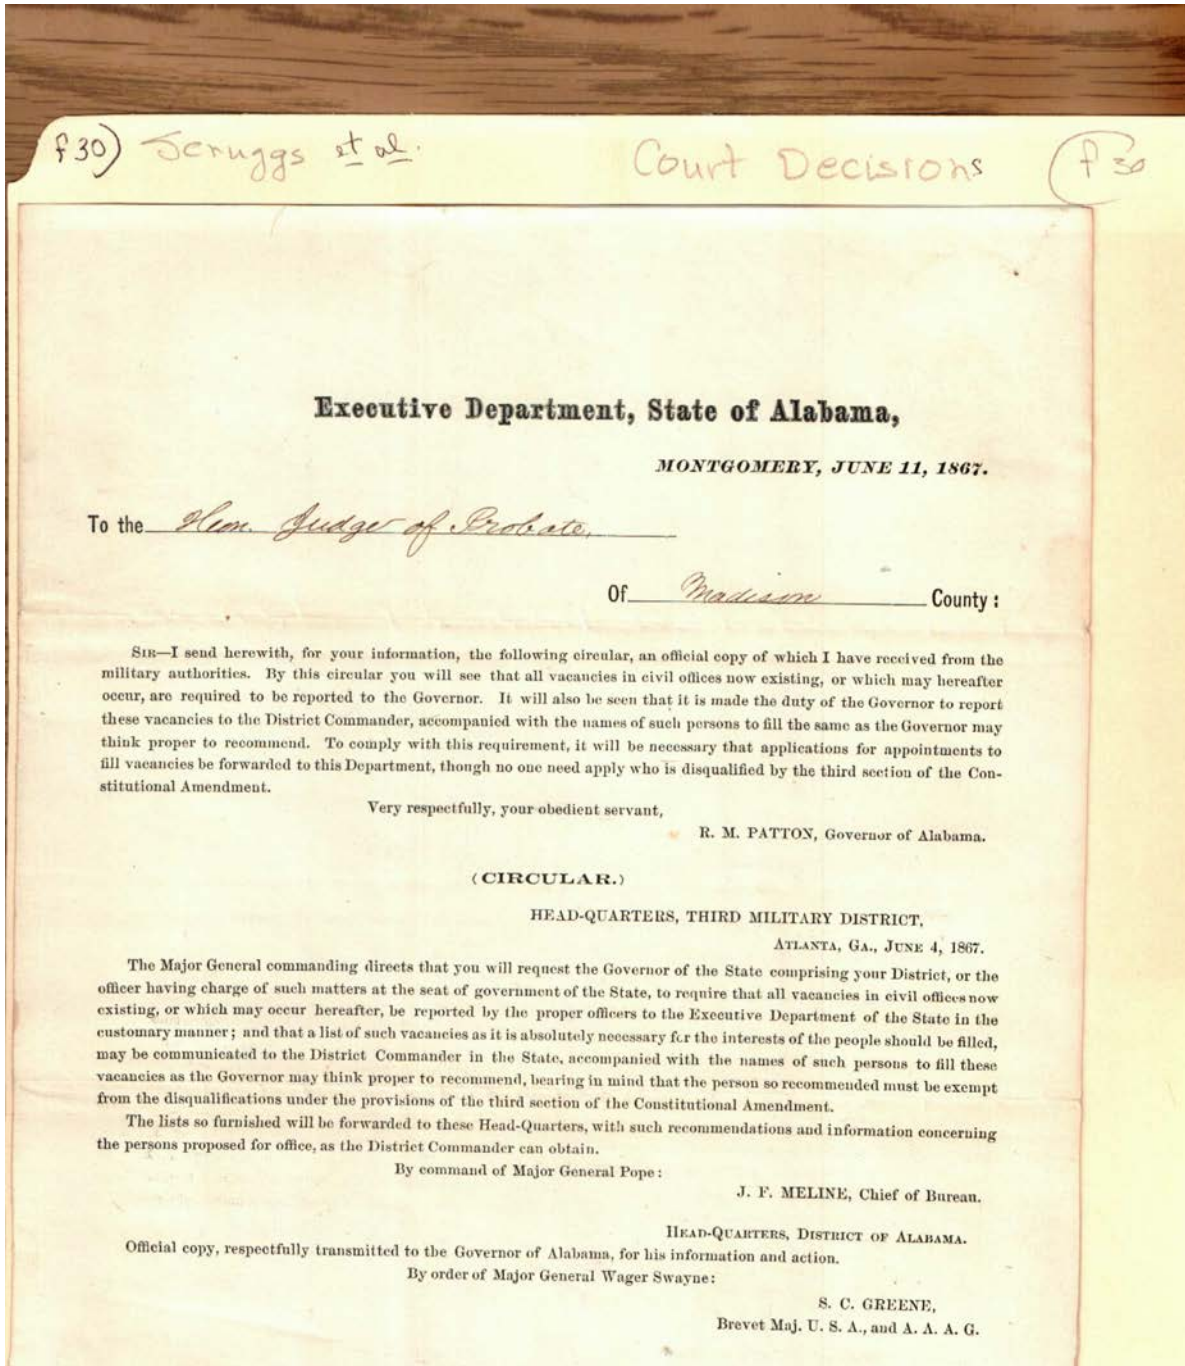 f 30) Scruggs et al. Court Decisions f 30
Executive Department, State of Alabama,
MONTGOMERY, JUNE 11, 1867.
To the Hon. Judge of Probate,
Of Madison County:
SIR—I send herewith, for your information, the following circular, an official copy of which I have received from the
military authorities. By this circular you will see that all vacancies in civil offices now existing, or which may hereafter
occur, are required to be reported to the Governor. It will also be seen that it is made the duty of the Governor to report
these vacancies to the District Commander, accompanied with the names of such persons to fill the same as the Governor may
think proper to recommend. To comply with this requirement, it will be necessary that applications for appointments to
fill vacancies be forwarded to this Department, though no one need apply who is disqualified by the third section of the Con-
stitutional Amendment.
Very respectfully, your obedient servant,
R. M. PATTON, Governor of Alabama.
(CIRCULAR.)
HEAD-QUARTERS, THIRD MILITARY DISTRICT,
ATLANTA, GA., JUNE 4, 1867.
The Major General commanding directs that you will request the Governor of the State comprising your District, or the
officer having charge of such matters at the seat of government of the State, to require that all vacancies in civil offices now
existing, or which may occur hereafter, be reported by the proper officers to the Executive Department of the State in the
customary manner; and that a list of such vacancies as it is absolutely necessary for the interests of the people should be filled,
may be communicated to the District Commander in the State, accompanied with the names of such persons to fill these
vacancies as the Governor may think proper to recommend, bearing in mind that the person so recommended must be exempt
from the disqualifications under the provisions of the third section of the Constitutional Amendment.
The lists so furnished will be forwarded to these Head-Quarters, with such recommendations and information concerning
the persons proposed for office, as the District Commander can obtain.
By command of Major General Pope:
J. F. MELINE, Chief of Bureau.
HEAD-QUARTERS, DISTRICT OF ALABAMA.
Official copy, respectfully transmitted to the Governor of Alabama, for his information and action.
By order of Major General Wager Swayne:
S. C. GREENE,
Brevet Maj. U. S. A., and A. A. A. G.